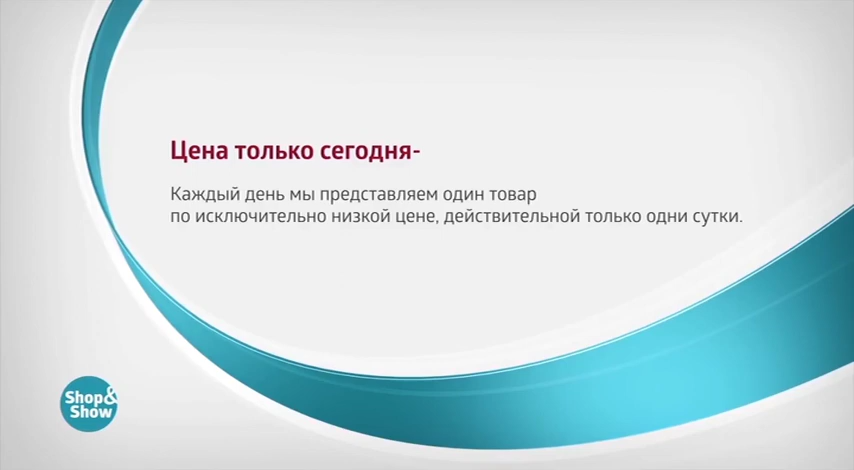 Цена только сегодня-
Каждый день мы представляем один товар
по исключительно низкой цене, действительной только одни сутки.
Shop&
Show